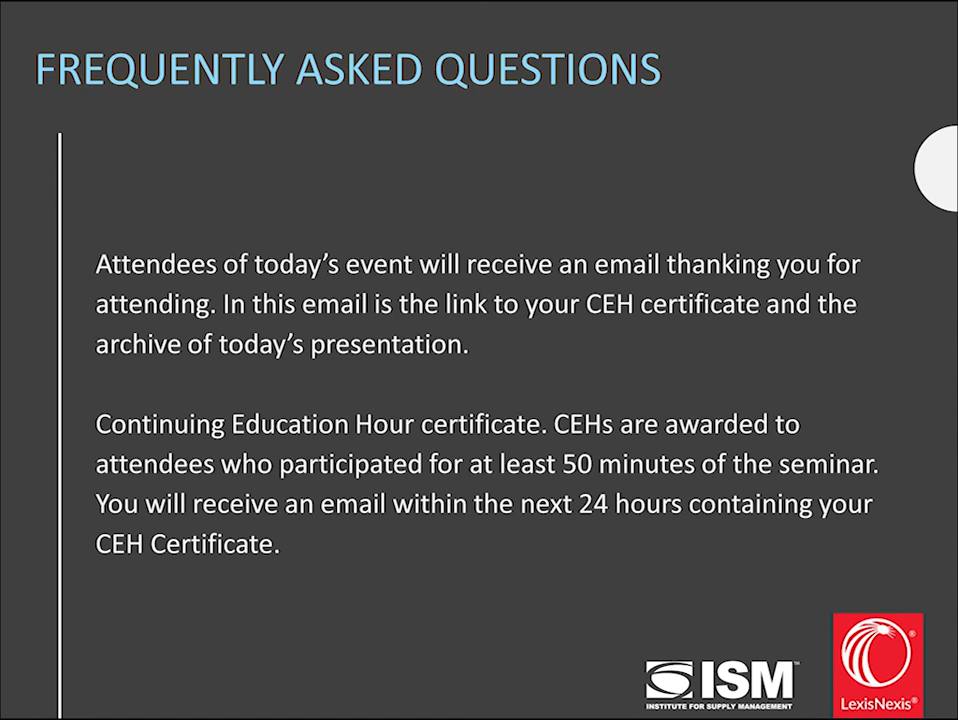 FREQUENTLY ASKED QUESTIONS
Attendees of today’s event will receive an email thanking you for
attending. In this email is the link to your CEH certificate and the
archive of today’s presentation.
Continuing Education Hour certificate. CEHs are awarded to
attendees who participated for at least 50 minutes of the seminar.
You will receive an email within the next 24 hours containing your
CEH Certificate.
ISM™
INSTITUTE FOR SUPPLY MANAGEMENT
®
LexisNexis®